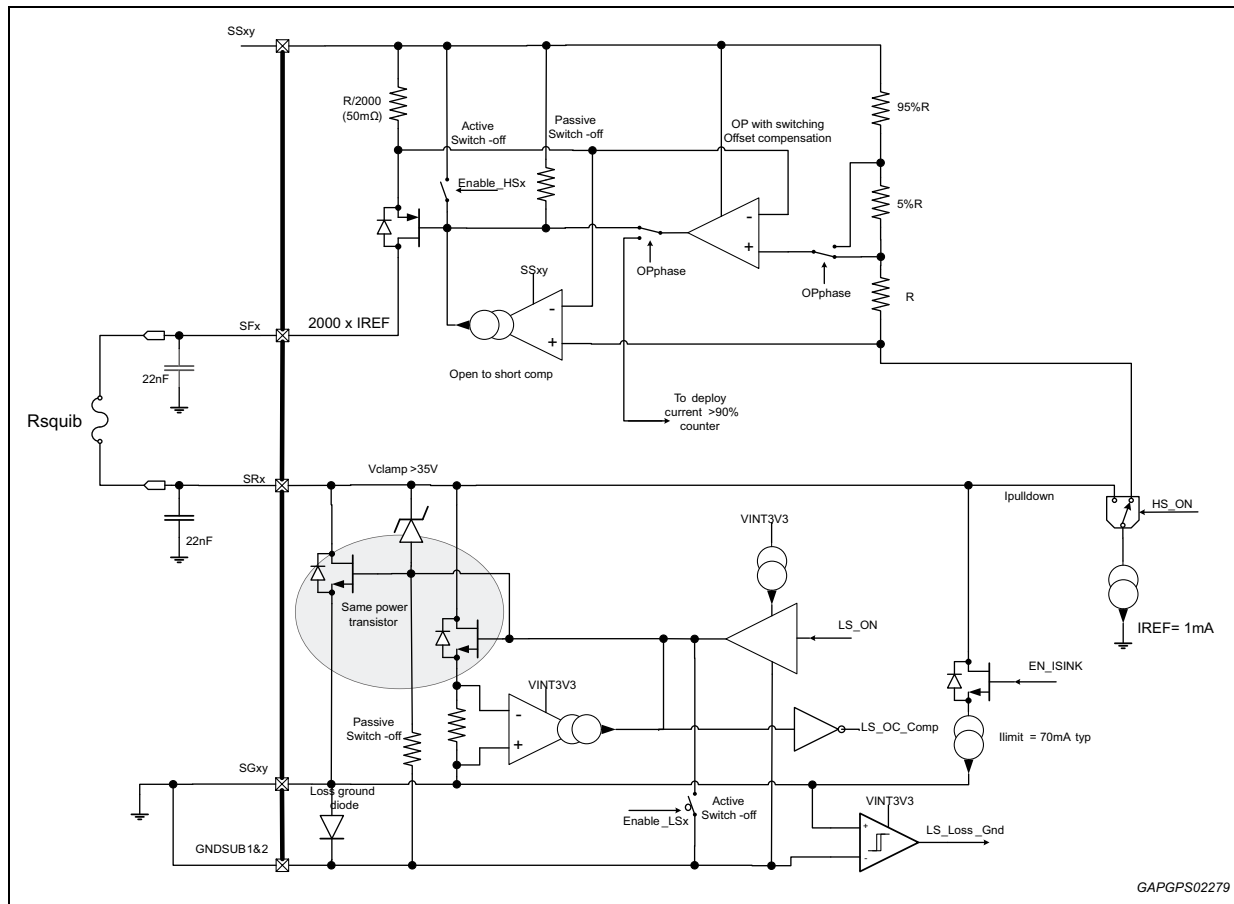 SSxy
R/2000
(50mΩ)
Active
Switch -off
Passive
Switch -off
OP with switching
Offset compensation
95%R
Enable_HSx
5%R
-
+
OPphase
OPphase
SSxy
R
-
+
SFx
2000 x IREF
22nF
Open to short comp
To deploy
current >90%
counter
Rsquib
Vclamp >35V
SRx
Ipulldown
HS_ON
VINT3V3
22nF
Same power
transistor
LS_ON
IREF= 1mA
EN_ISINK
VINT3V3
Passive
Switch -off
-
+
LS_OC_Comp
Ilimit = 70mA typ
SGxy
Loss ground
diode
Enable_LSx
Active
Switch -off
VINT3V3
+
-
LS_Loss_Gnd
GNDSUB1&2
GAPGPS02279